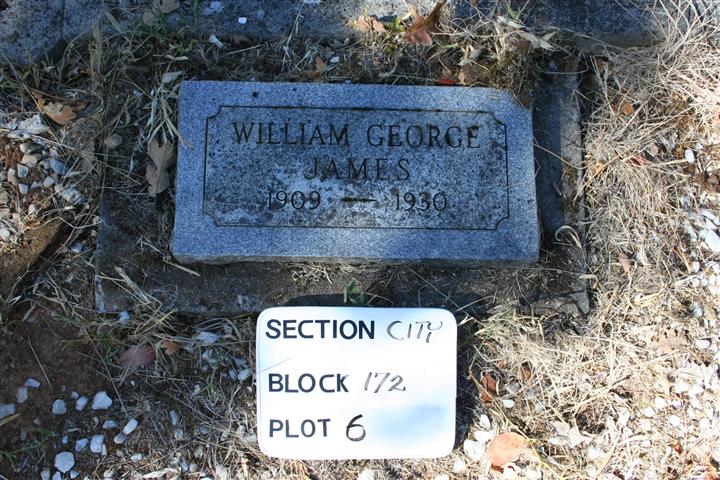 WILLIAM GEORGE
JAMES
1909 — 1930
SECTION CITY
BLOCK 172
PLOT 6